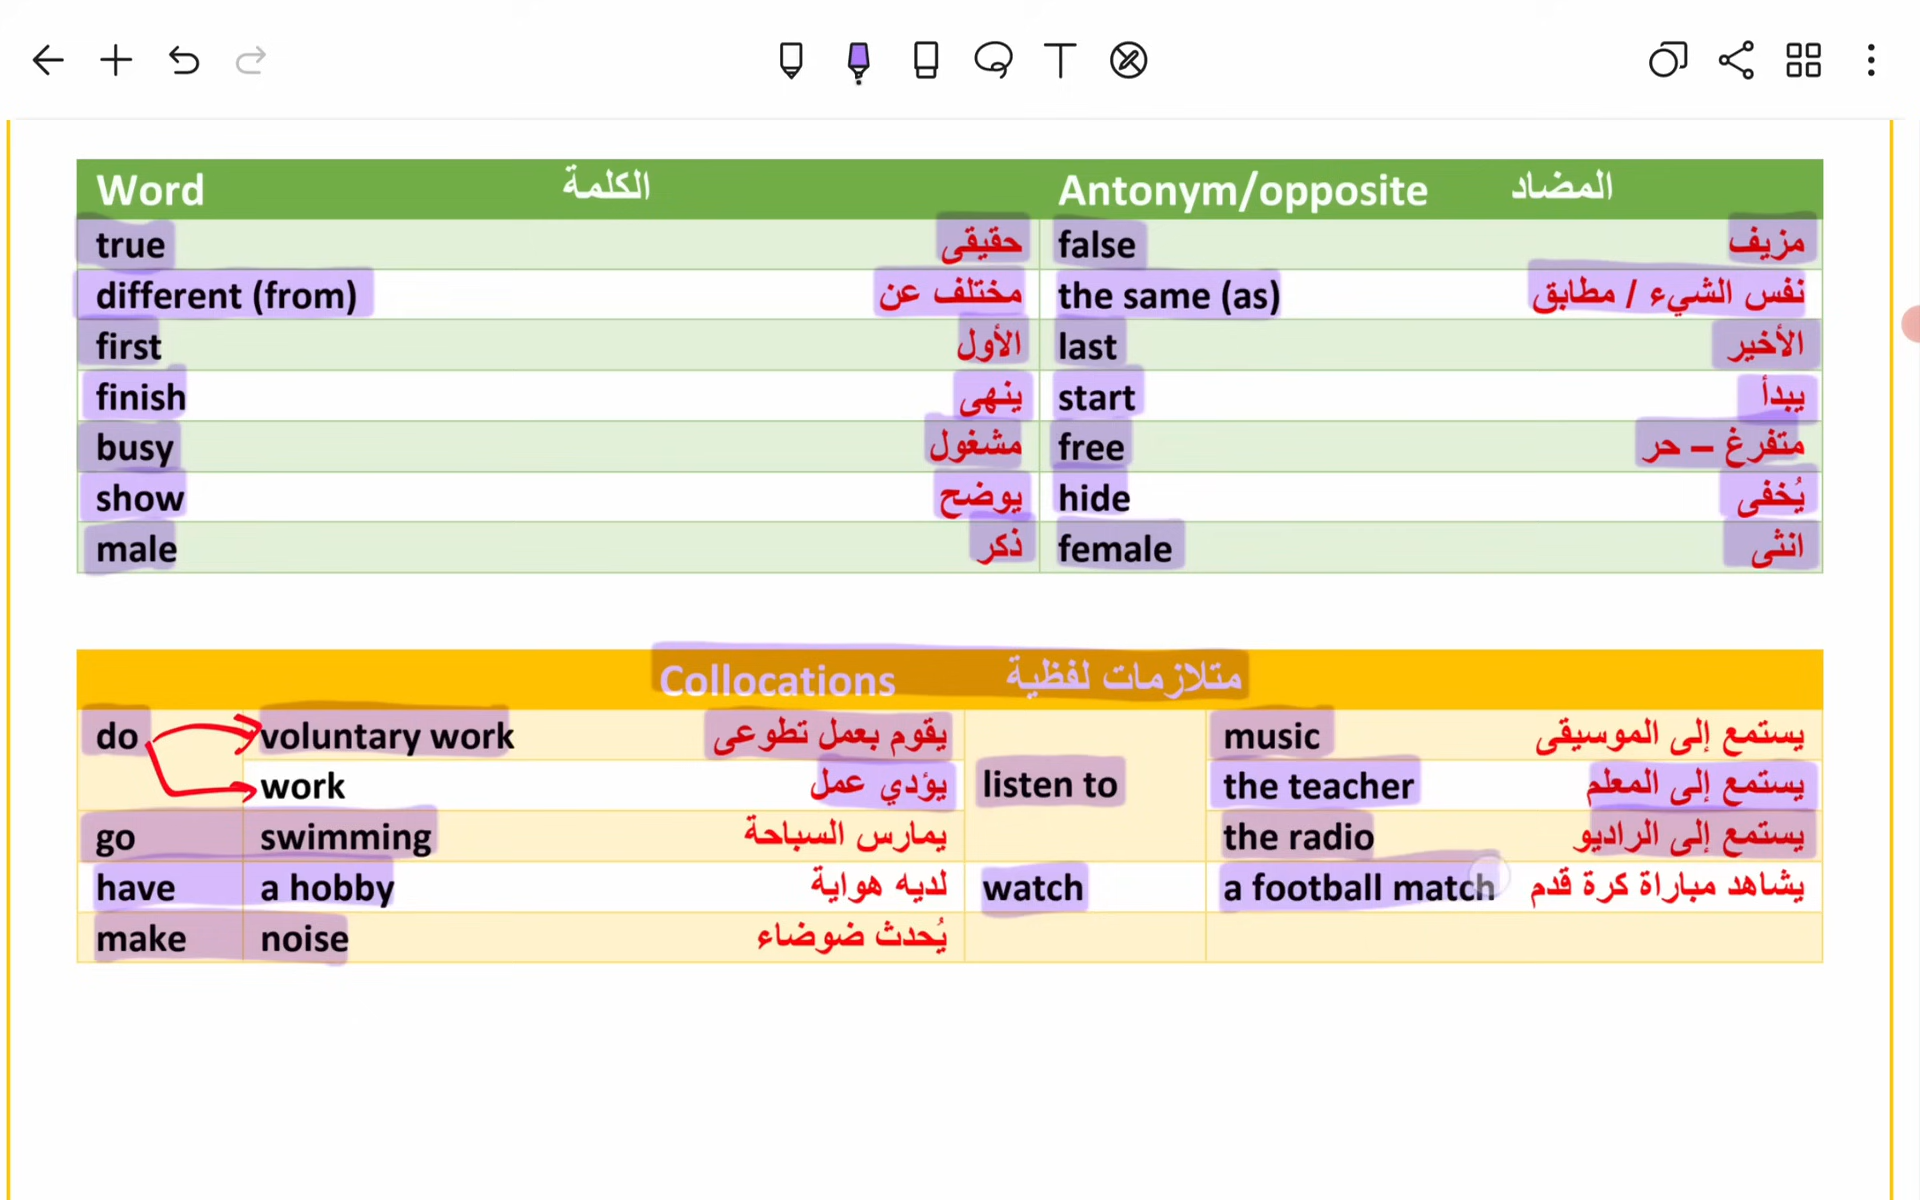 Word الكلمة Antonym/opposite المضاد
true حقيقى false مزيف
different (from) مختلف عن the same (as) نفس الشيء / مطابق
first الأول last الأخير
finish ينهى start يبدأ
busy مشغول free متفرغ – حر
show يوضح hide يُخفى
male ذكر female انثى
Collocations متلازمات لفظية
do voluntary work يقوم بعمل تطوعى music يستمع إلى الموسيقى
work يؤدي عمل listen to the teacher يستمع إلى المعلم
go swimming يمارس السباحة the radio يستمع إلى الراديو
have a hobby لديه هواية watch a football match يشاهد مباراة كرة قدم
make noise يُحدث ضوضاء